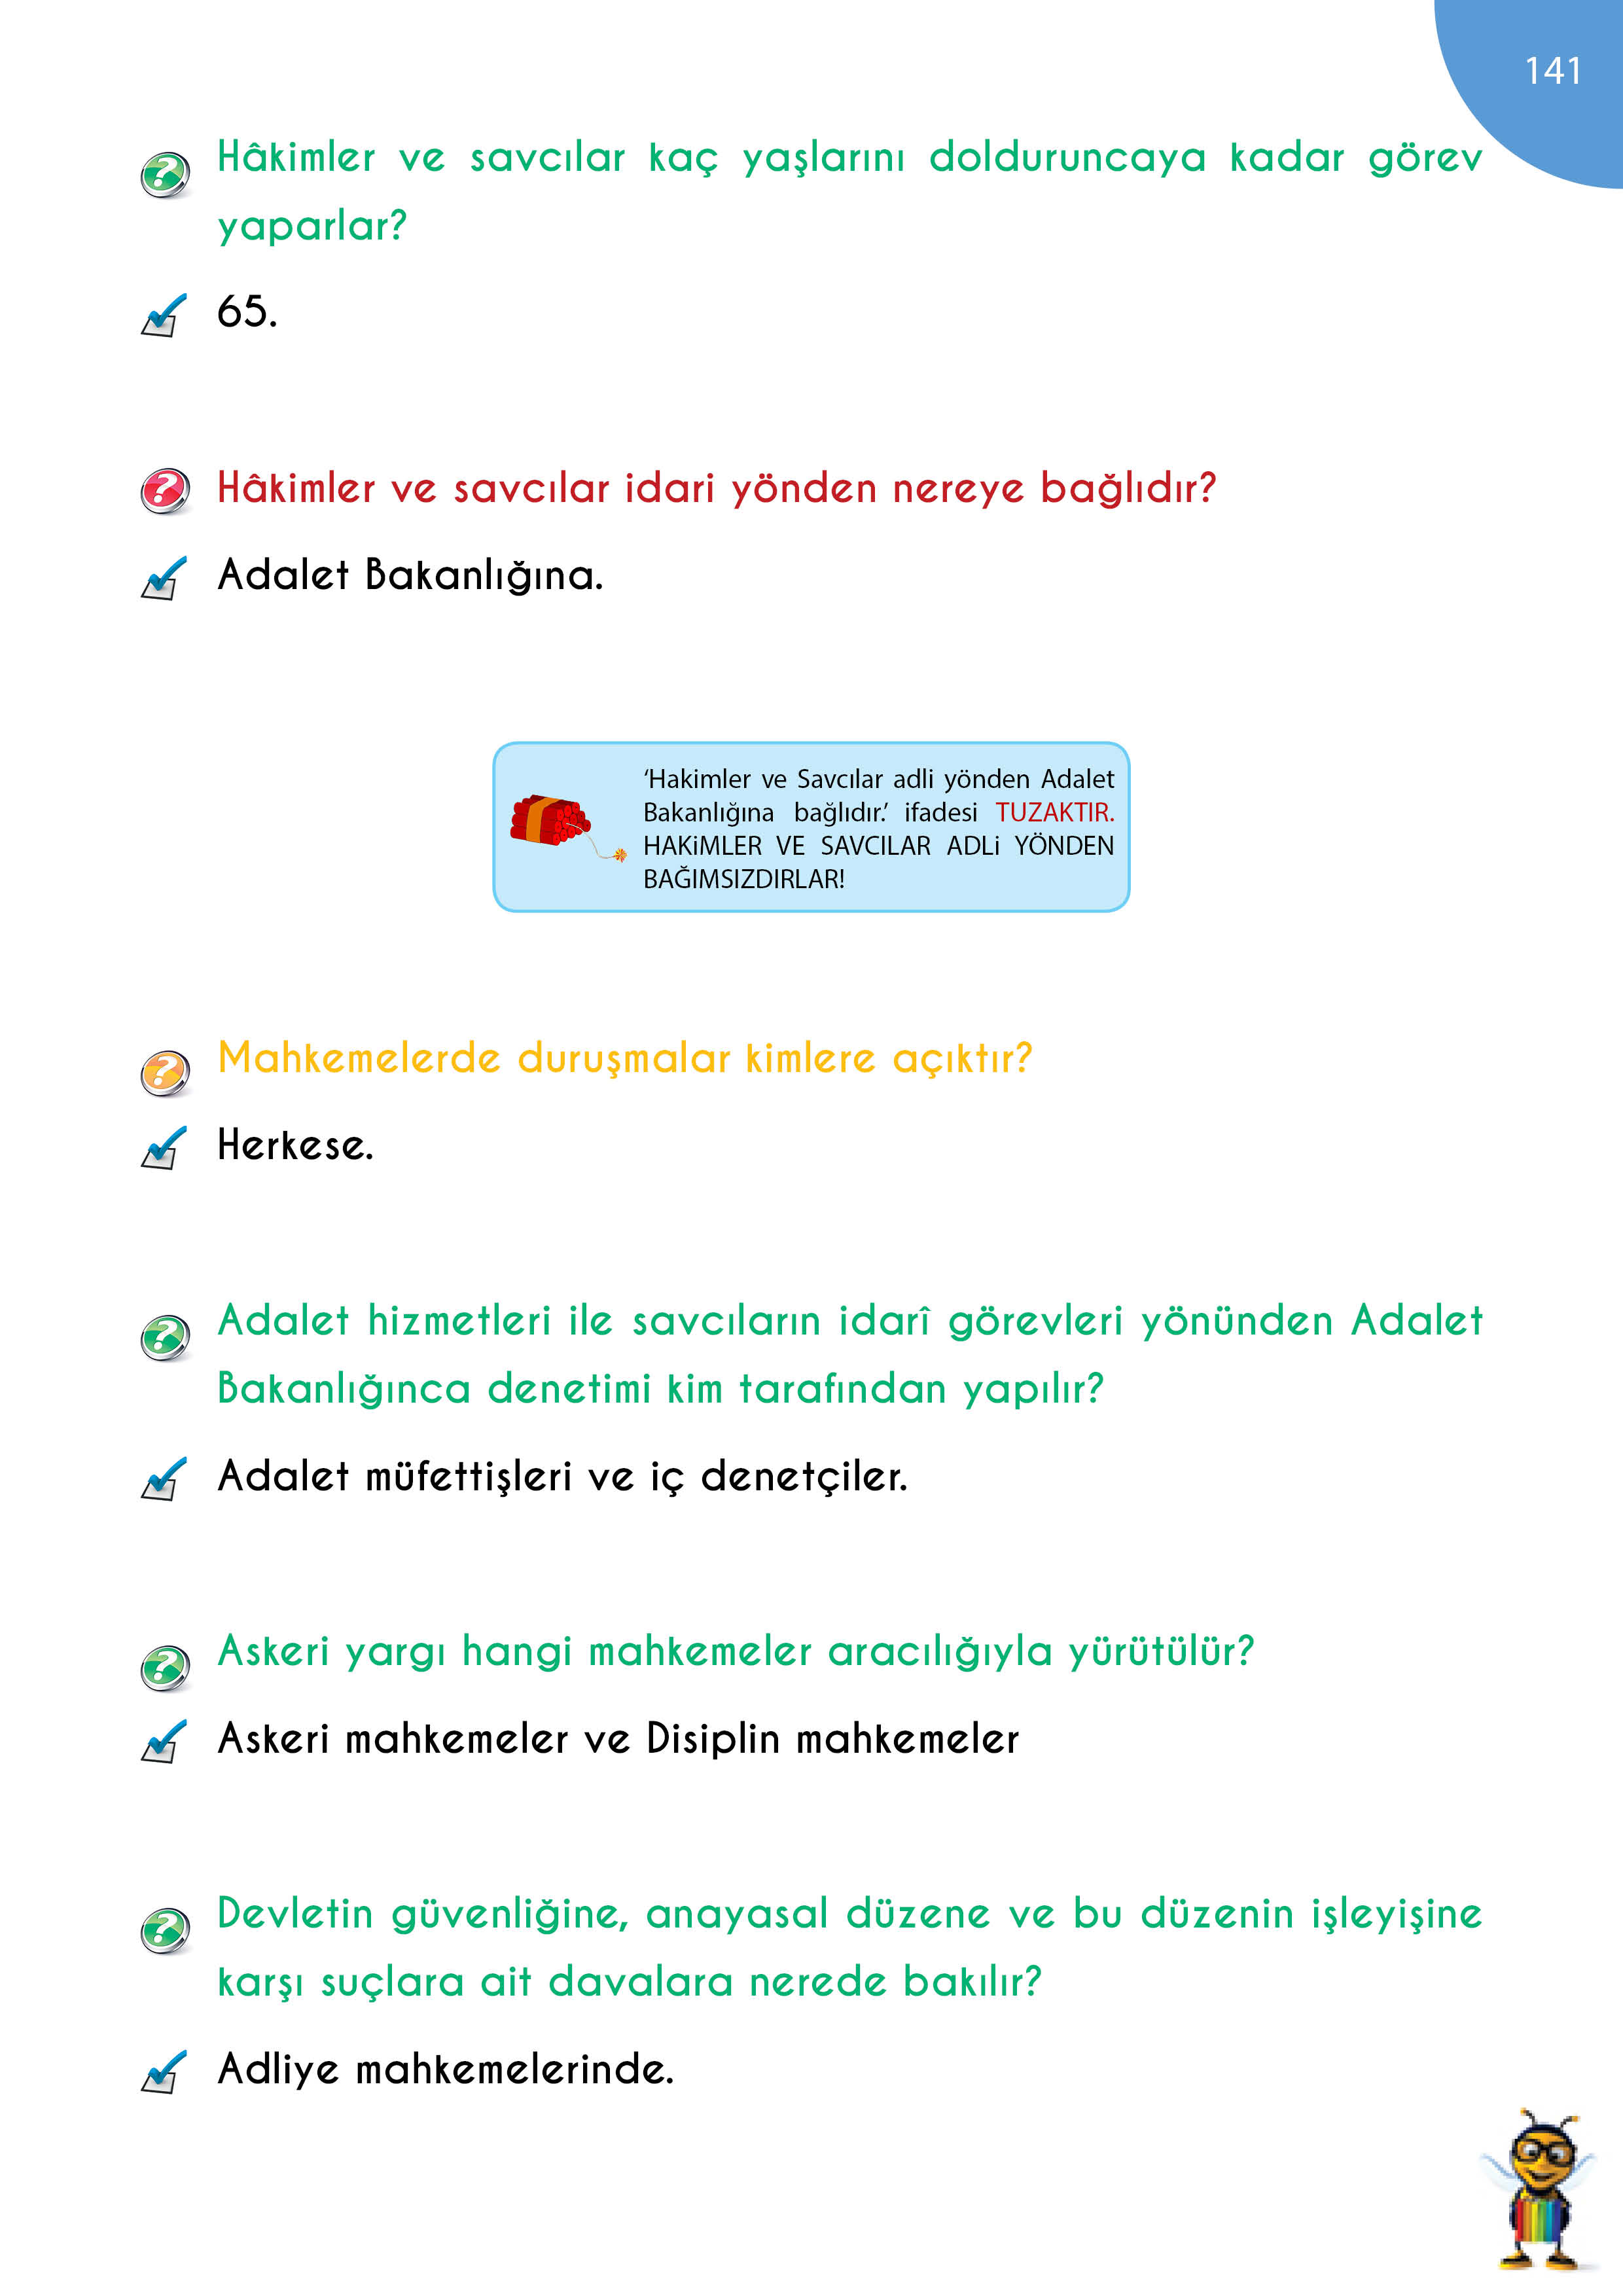 141
Hâkimler ve savcılar kaç yaşlarını dolduruncaya kadar görev
yaparlar?
65.
Hâkimler ve savcılar idari yönden nereye bağlıdır?
Adalet Bakanlığına.
‘Hakimler ve Savcılar adli yönden Adalet
Bakanlığına bağlıdır.’ ifadesi TUZAKTIR.
HAKiMLER VE SAVCILAR ADLi YÖNDEN
BAĞIMSIZDIRLAR!
Mahkemelerde duruşmalar kimlere açıktır?
Herkese.
Adalet hizmetleri ile savcıların idarî görevleri yönünden Adalet
Bakanlığınca denetimi kim tarafından yapılır?
Adalet müfettişleri ve iç denetçiler.
Askeri yargı hangi mahkemeler aracılığıyla yürütülür?
Askeri mahkemeler ve Disiplin mahkemeler
Devletin güvenliğine, anayasal düzene ve bu düzenin işleyişine
karşı suçlara ait davalara nerede bakılır?
Adliye mahkemelerinde.